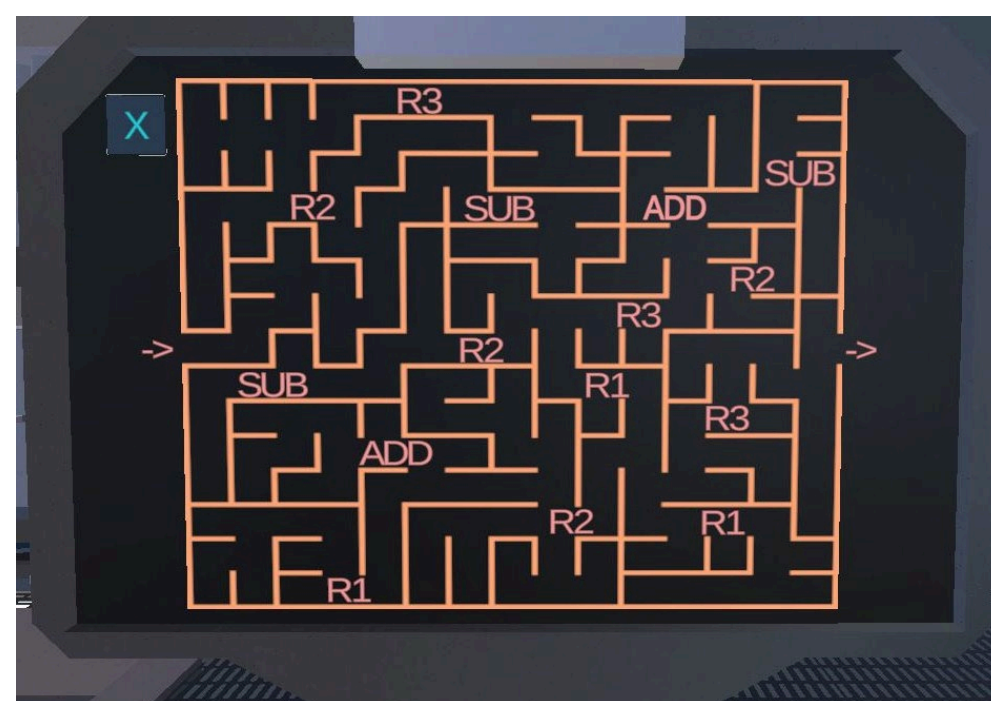 R3
X
SUB
R2 SUB ADD
R2
R3
-> R2 ->
SUB R1
R3
ADD
R2 R1
R1